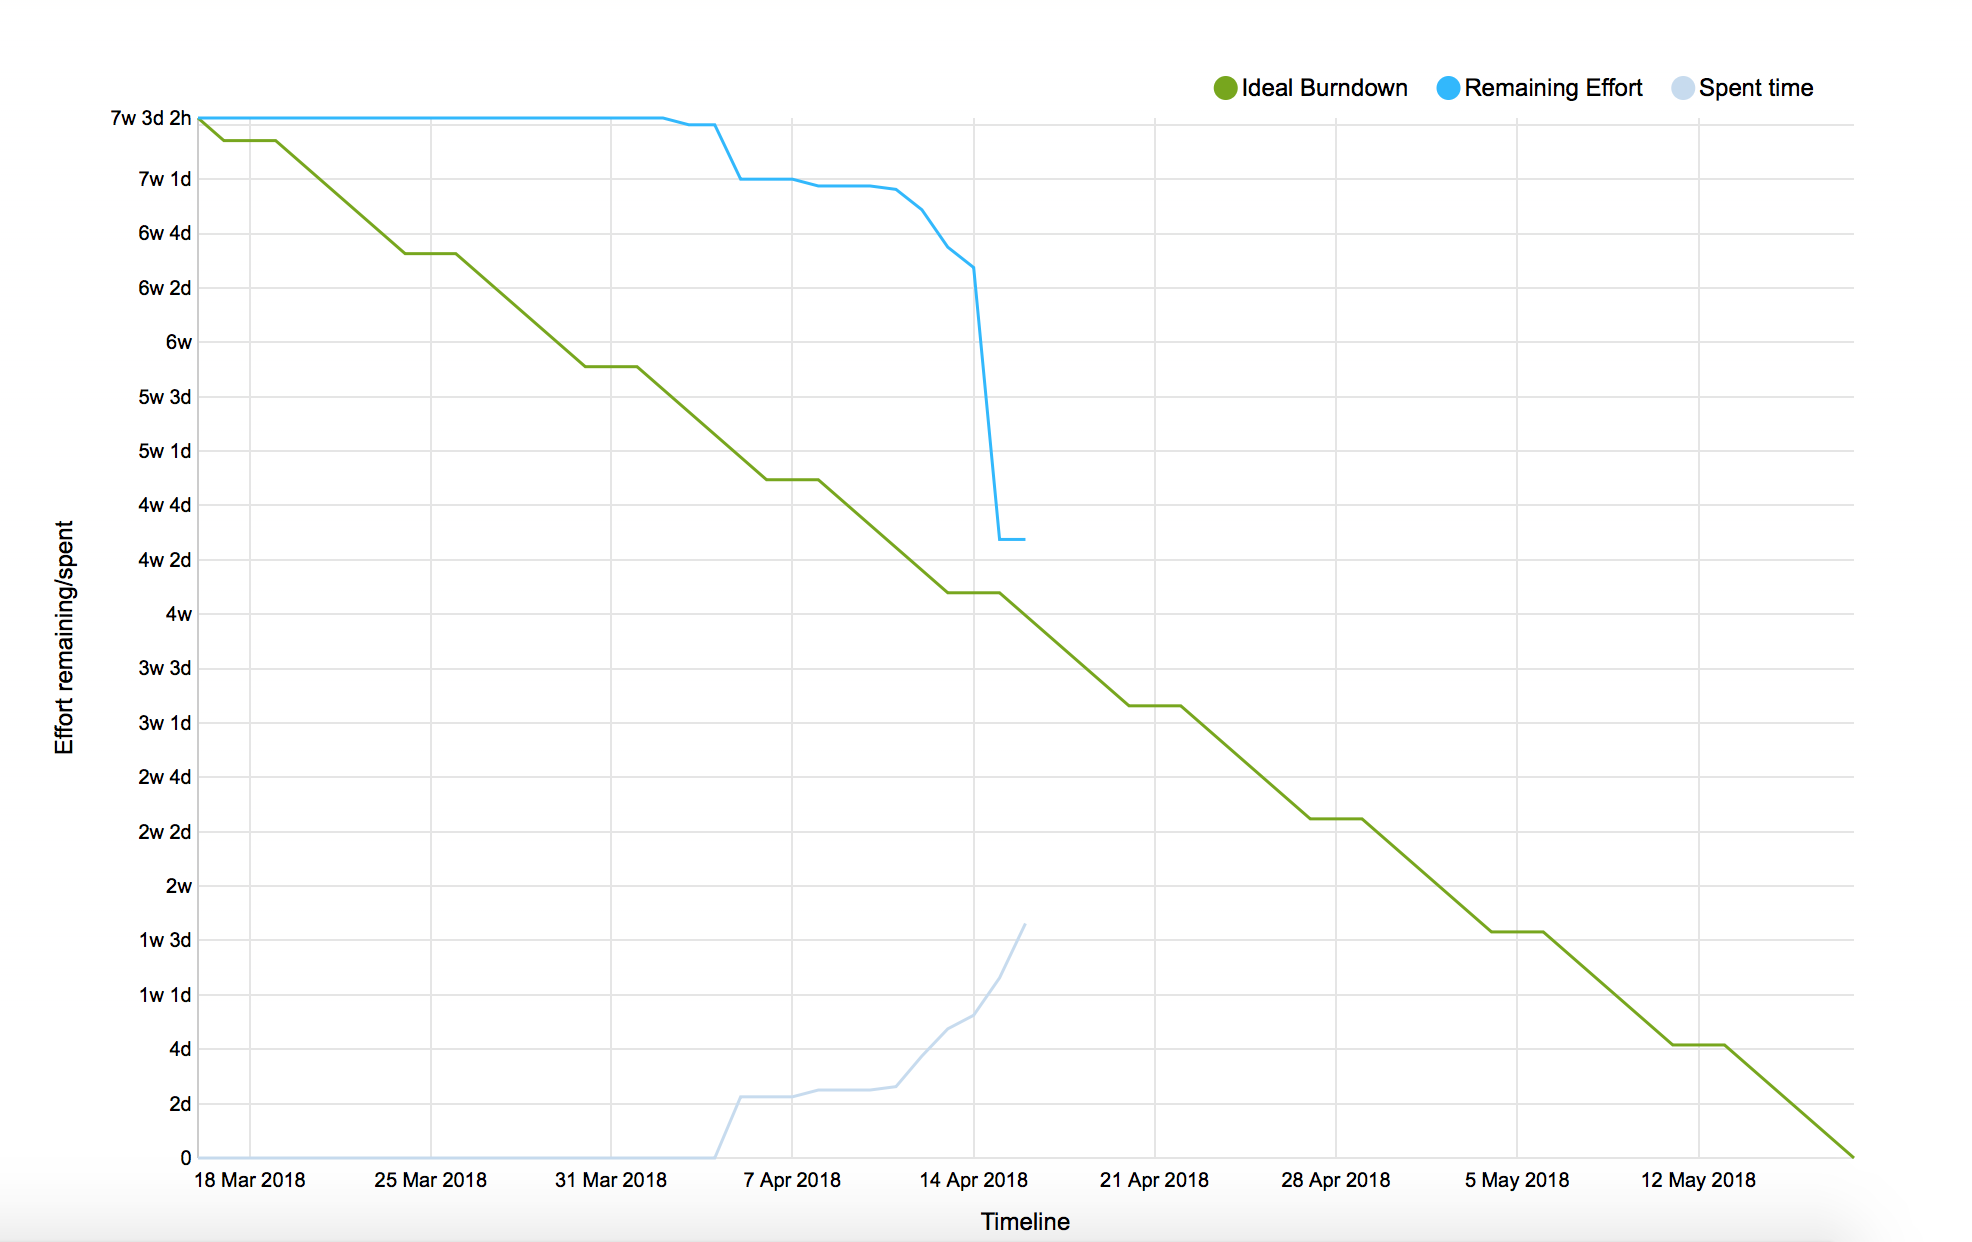 Ideal Burndown Remaining Effort Spent time
7w 3d 2h
7w 1d
6w 4d
6w 2d
6w
5w 3d
5w 1d
4w 4d
4w 2d
4w
3w 3d
3w 1d
2w 4d
2w 2d
2w
1w 3d
1w 1d
4d
2d
0
Effort remaining/spent
18 Mar 2018 25 Mar 2018 31 Mar 2018 7 Apr 2018 14 Apr 2018 21 Apr 2018 28 Apr 2018 5 May 2018 12 May 2018
Timeline